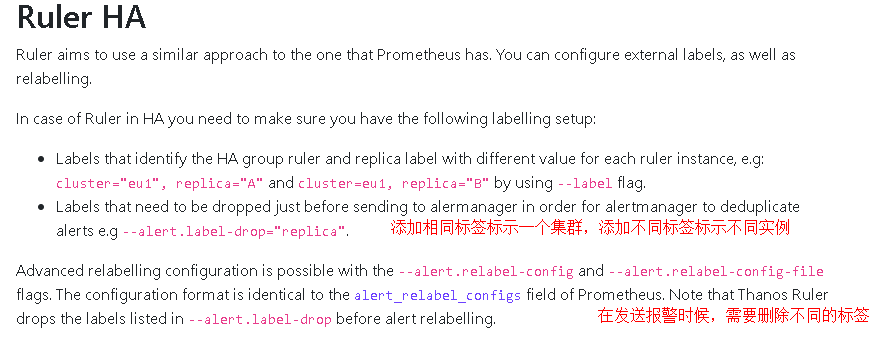 Ruler HA
Ruler aims to use a similar approach to the one that Prometheus has. You can configure external labels, as well as
relabelling.
In case of Ruler in HA you need to make sure you have the following labelling setup:
• Labels that identify the HA group ruler and replica label with different value for each ruler instance, e.g:
cluster="eu1", replica="A" and cluster=eu1, replica="B" by using --label flag.
• Labels that need to be dropped just before sending to alermanager in order for alertmanager to deduplicate
alerts e.g --alert.label-drop="replica".
添加相同标签标示一个集群，添加不同标签标示不同实例
Advanced relabelling configuration is possible with the --alert.relabel-config and --alert.relabel-config-file
flags. The configuration format is identical to the alert_relabel_configs field of Prometheus. Note that Thanos Ruler
drops the labels listed in --alert.label-drop before alert relabelling.
在发送报警时候，需要删除不同的标签